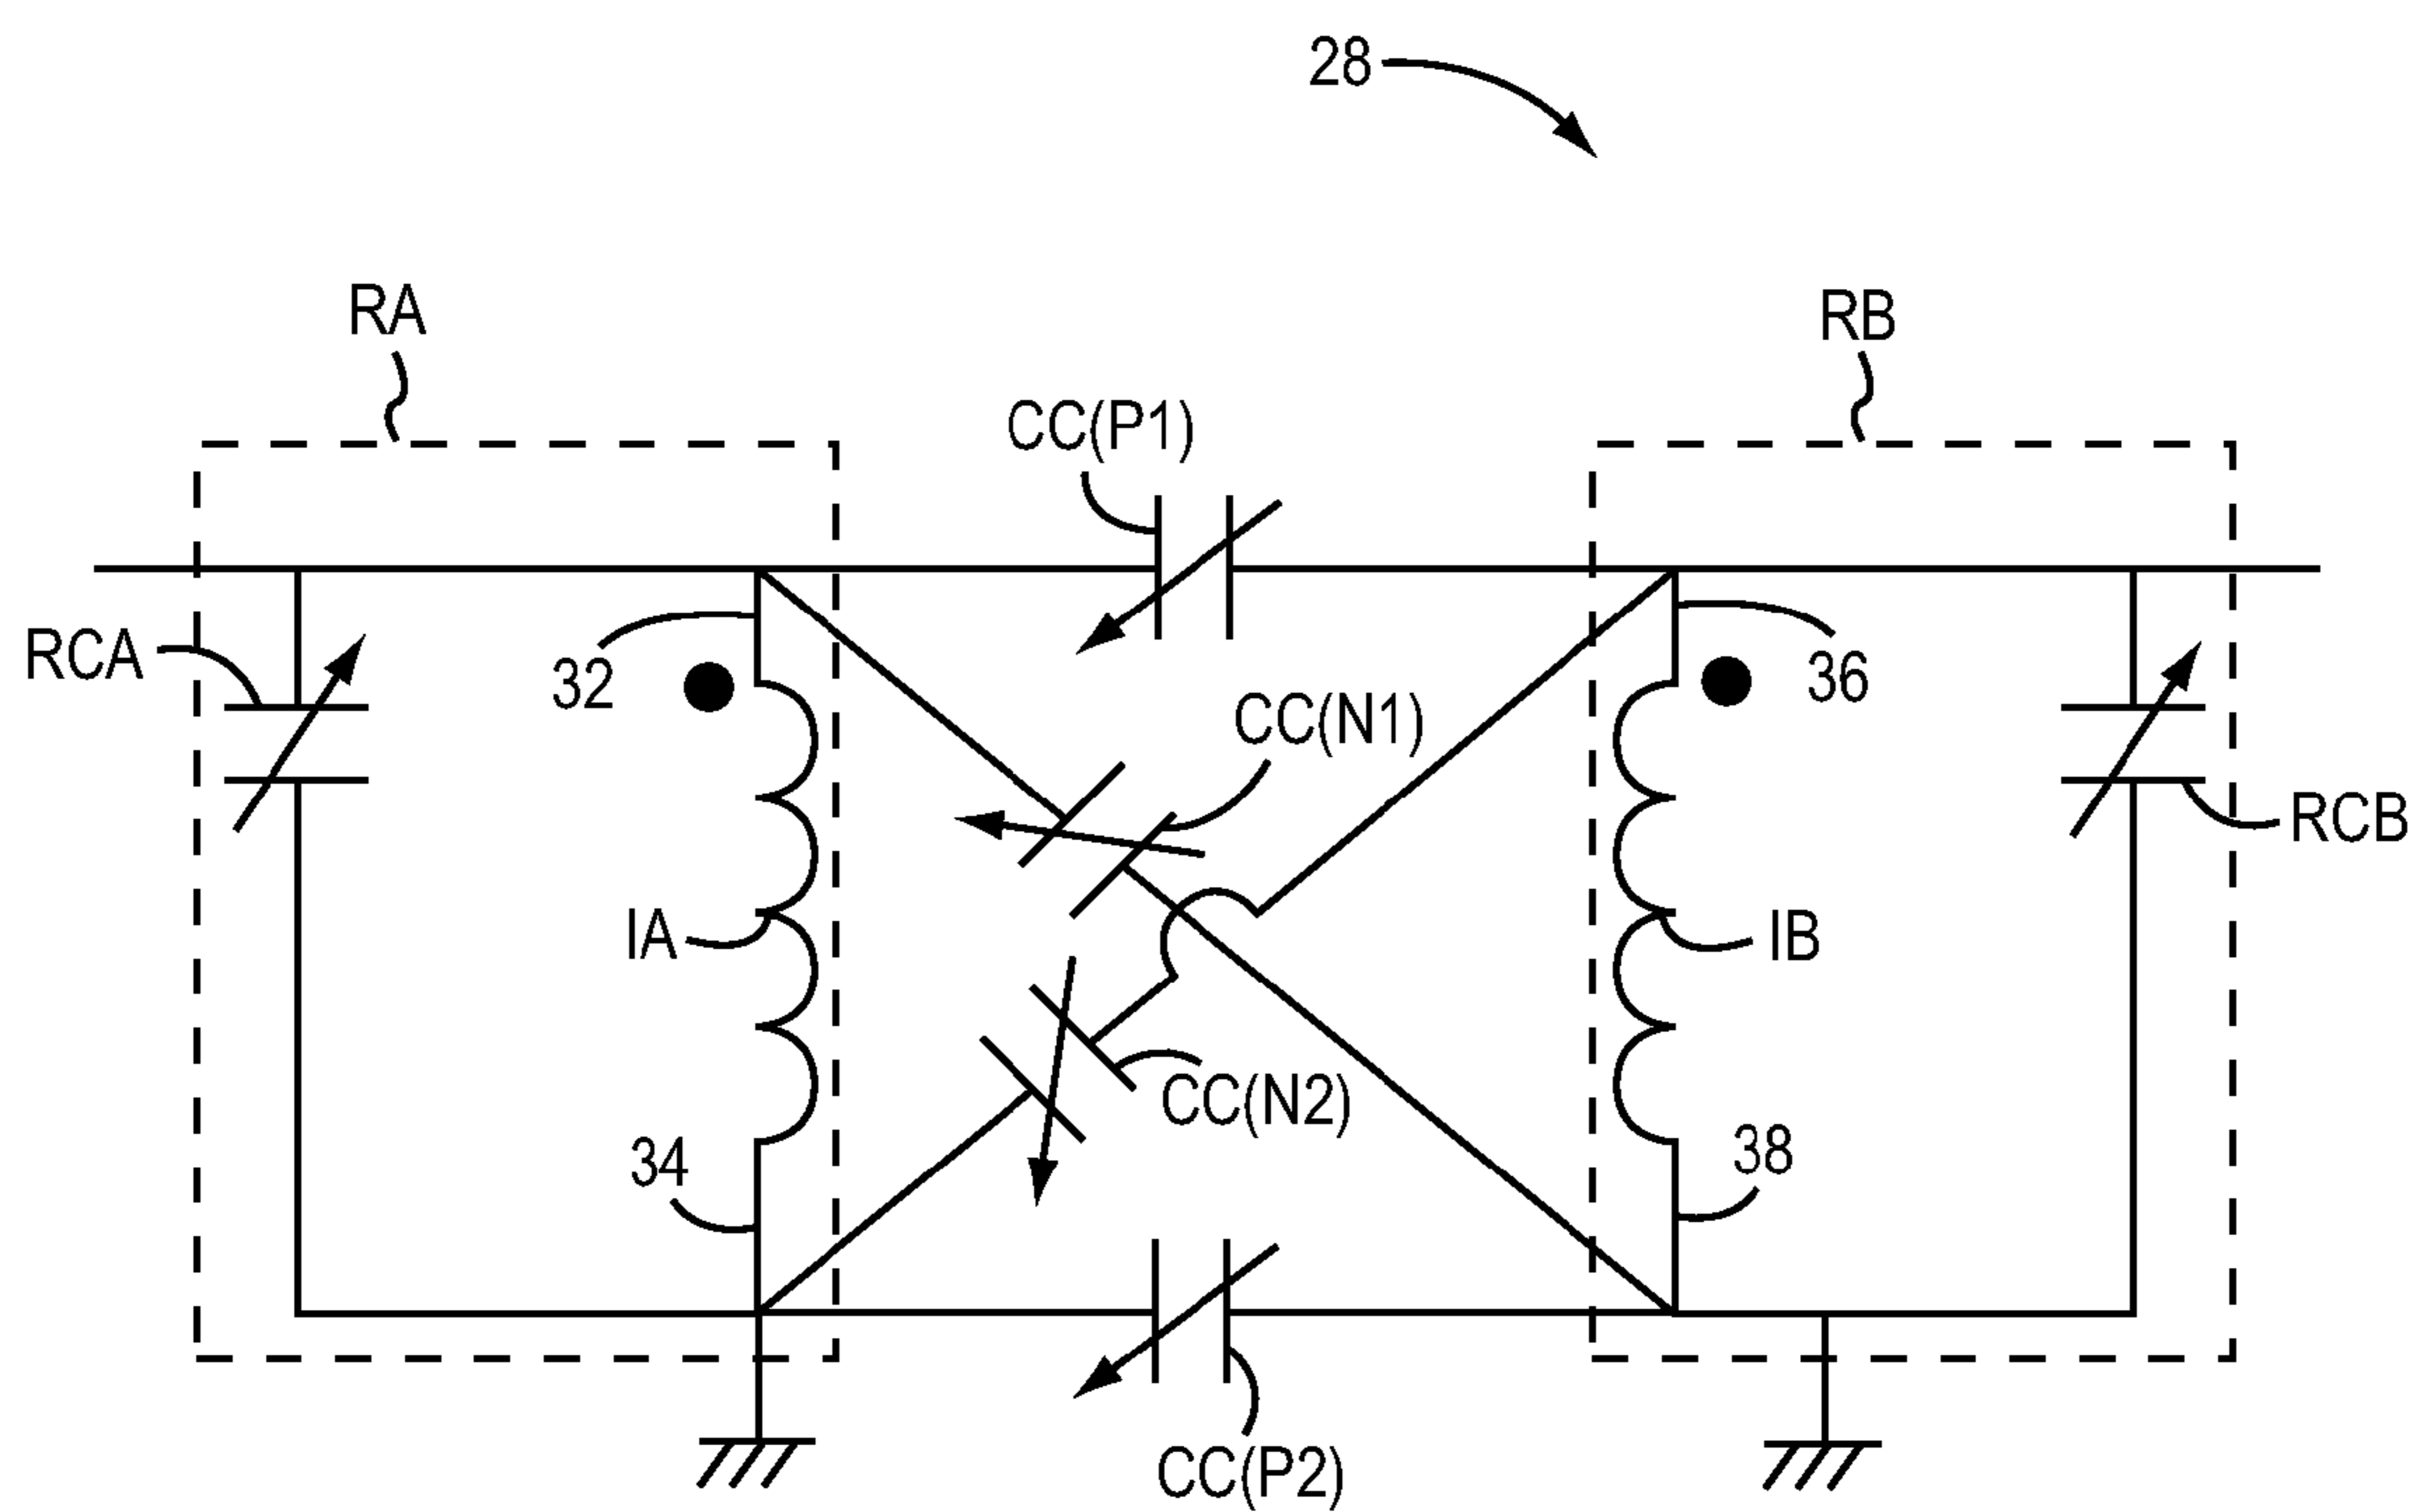 28
RA
RB
CC(P1)
RCA
32
36
CC(N1)
RCB
IA
IB
CC(N2)
34
38
CC(P2)